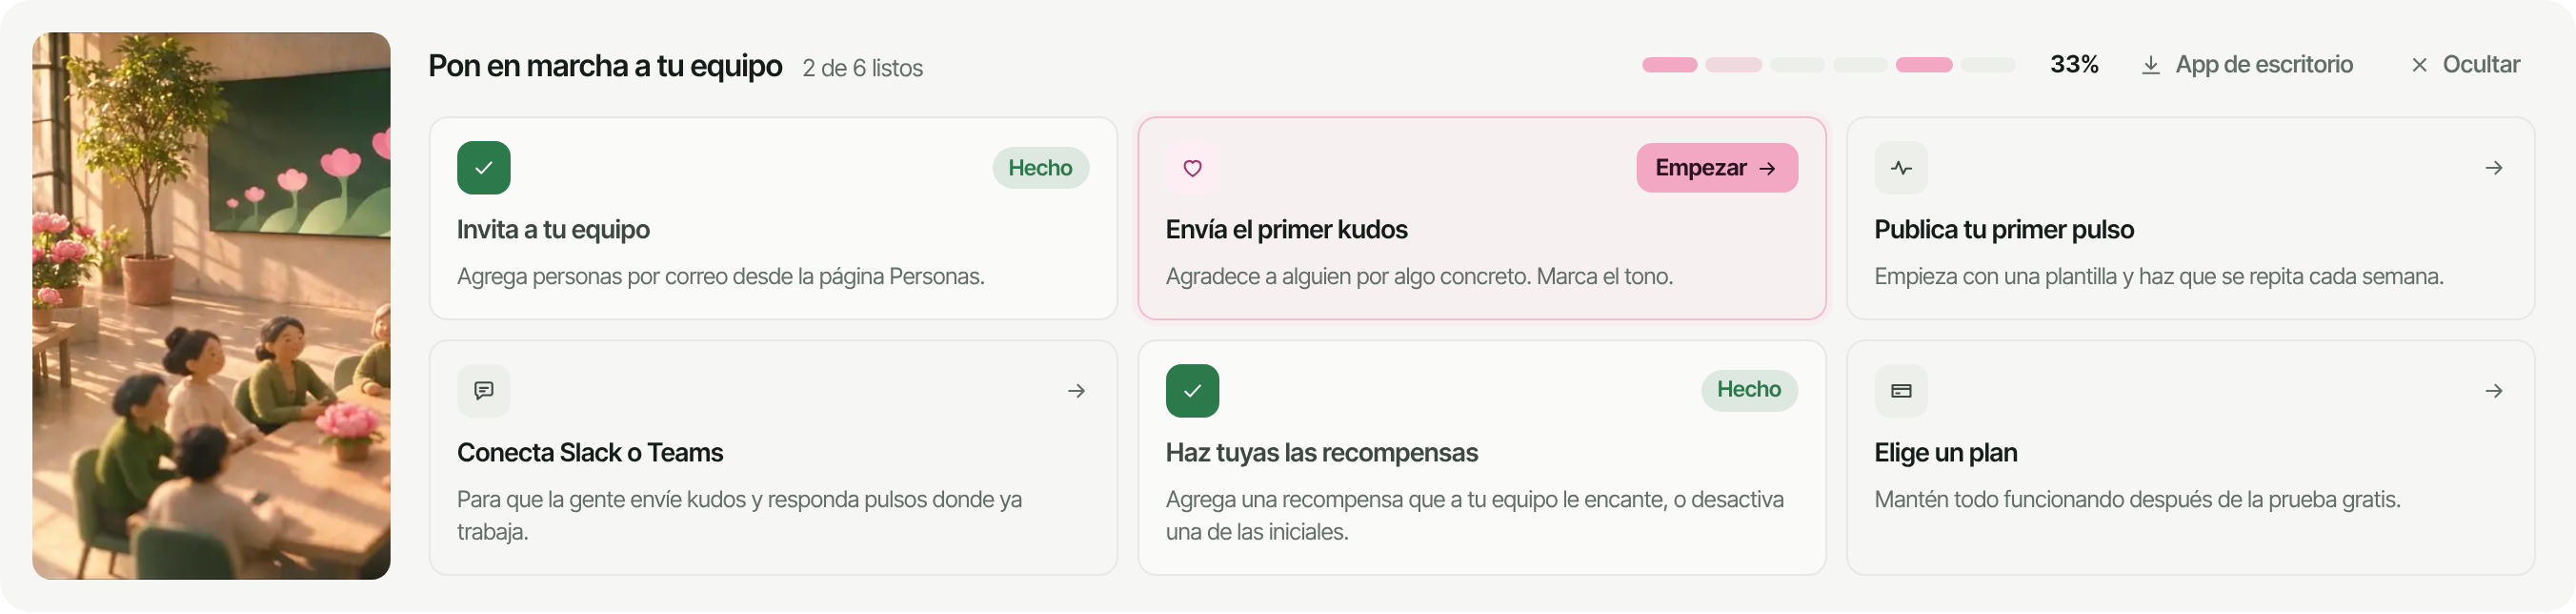 Pon en marcha a tu equipo 2 de 6 listos
33% App de escritorio Ocultar
Hecho
Invita a tu equipo
Agrega personas por correo desde la página Personas.
Empezar →
Envía el primer kudos
Agradece a alguien por algo concreto. Marca el tono.
→
Publica tu primer pulso
Empieza con una plantilla y haz que se repita cada semana.
→
Conecta Slack o Teams
Para que la gente envíe kudos y responda pulsos donde ya
trabaja.
Hecho
Haz tuyas las recompensas
Agrega una recompensa que a tu equipo le encante, o desactiva
una de las iniciales.
→
Elige un plan
Mantén todo funcionando después de la prueba gratis.